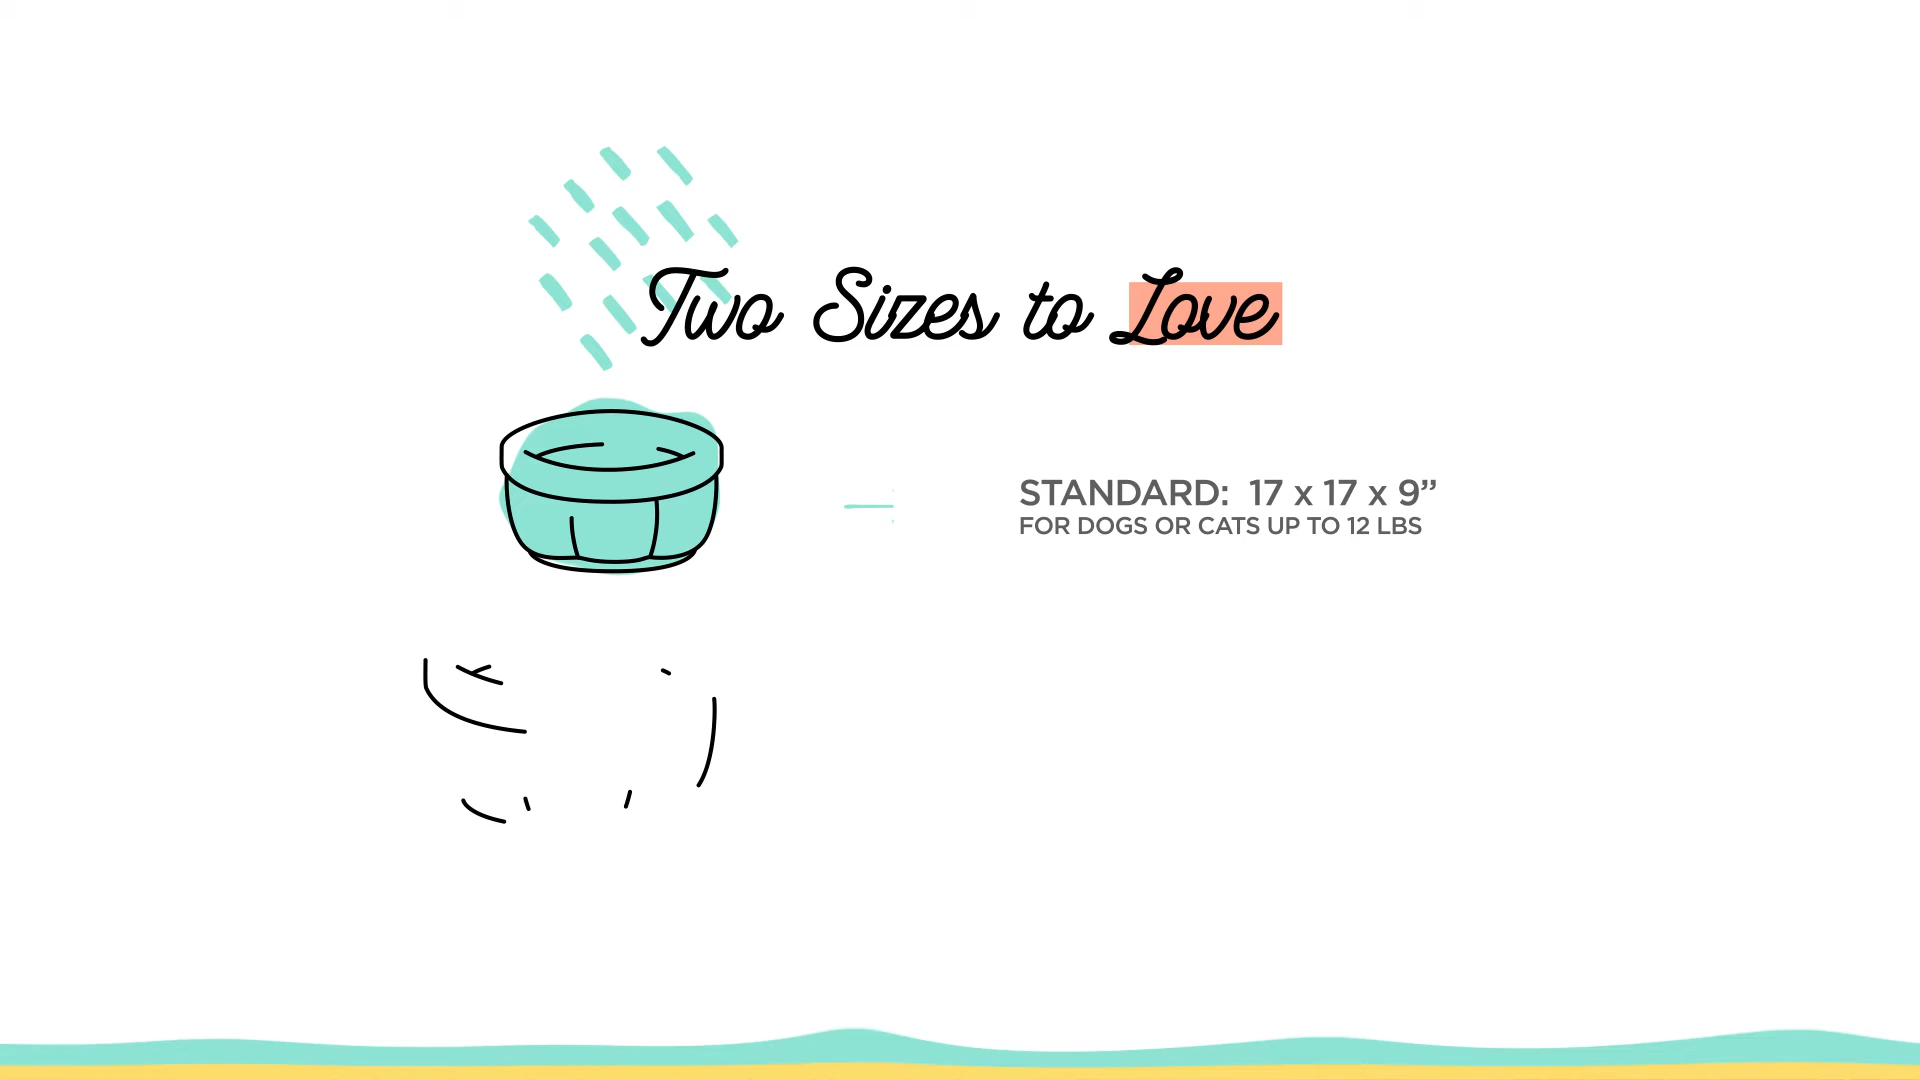 Two Sizes to Love
STANDARD: 17 x 17 x 9”
FOR DOGS OR CATS UP TO 12 LBS